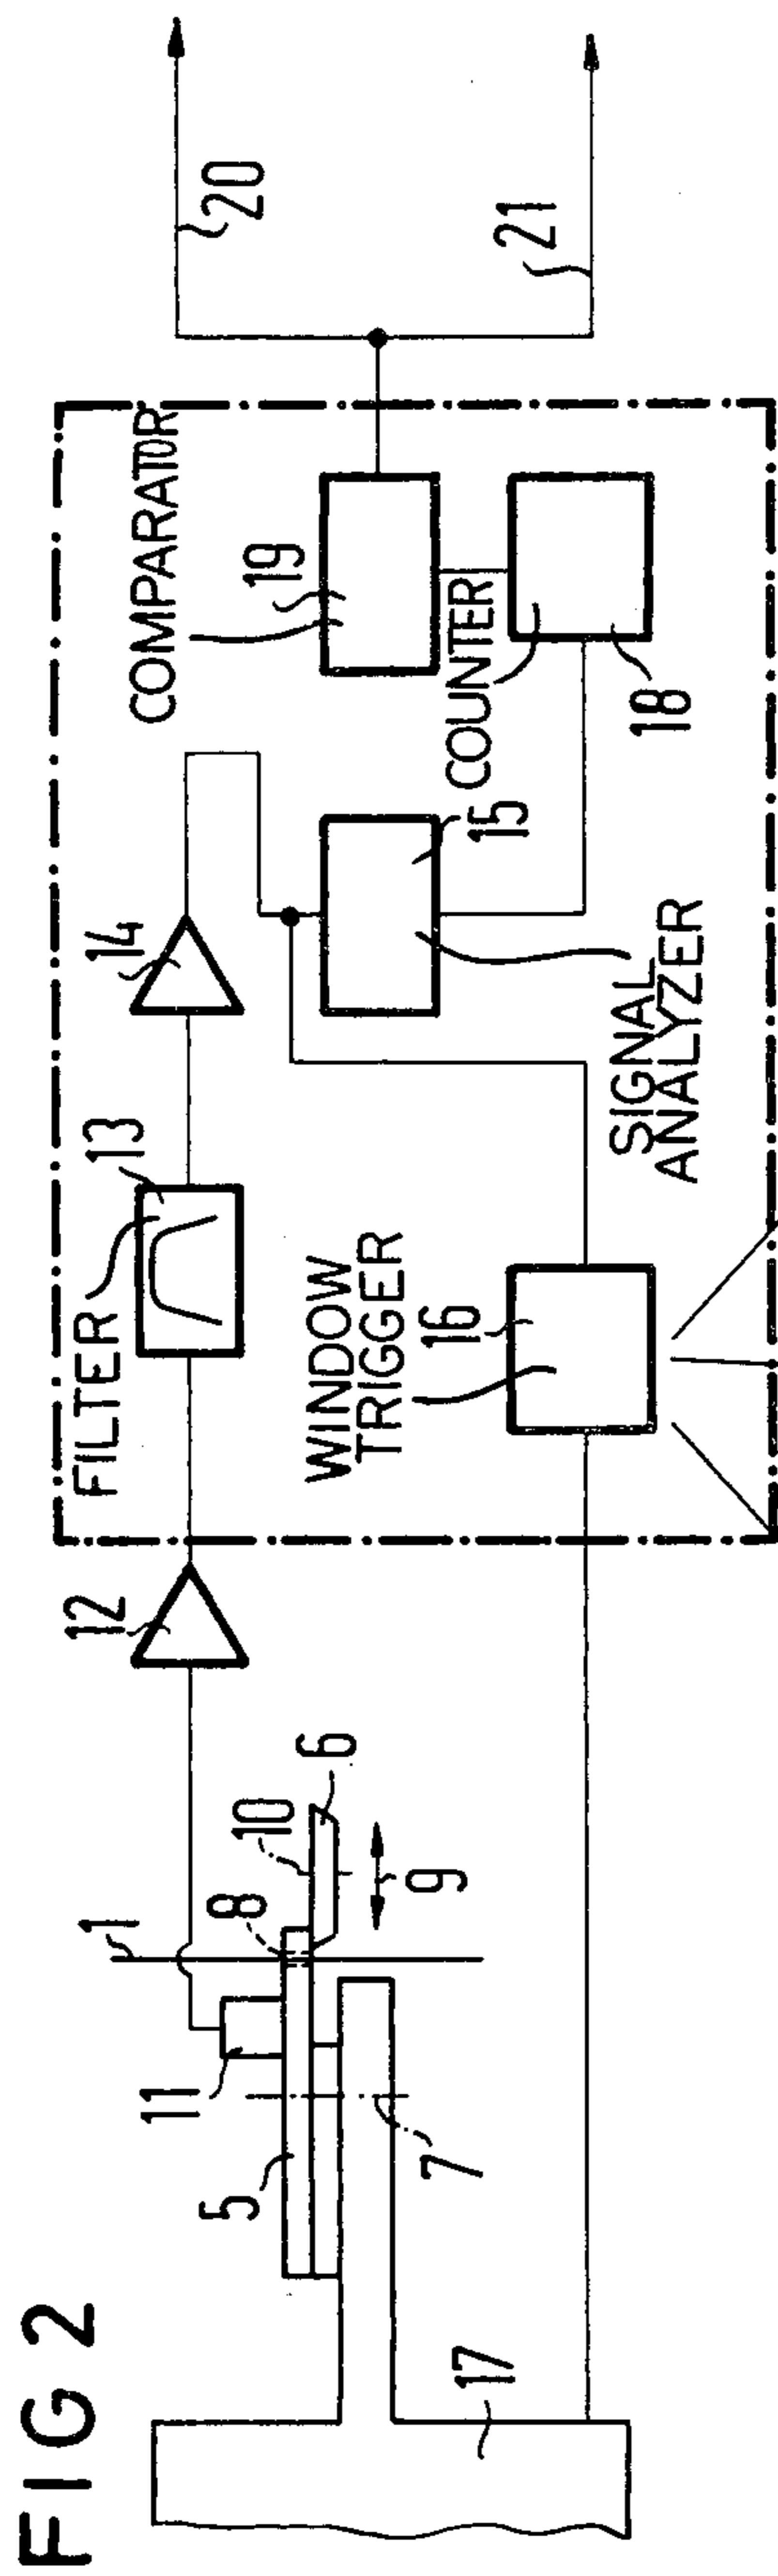 FIG 2
1
5
6
7
8
9
10
11
12
FILTER
13
14
COMPARATOR
19
COUNTER
18
15
SIGNAL
ANALYZER
WINDOW
TRIGGER
16
17
20
21